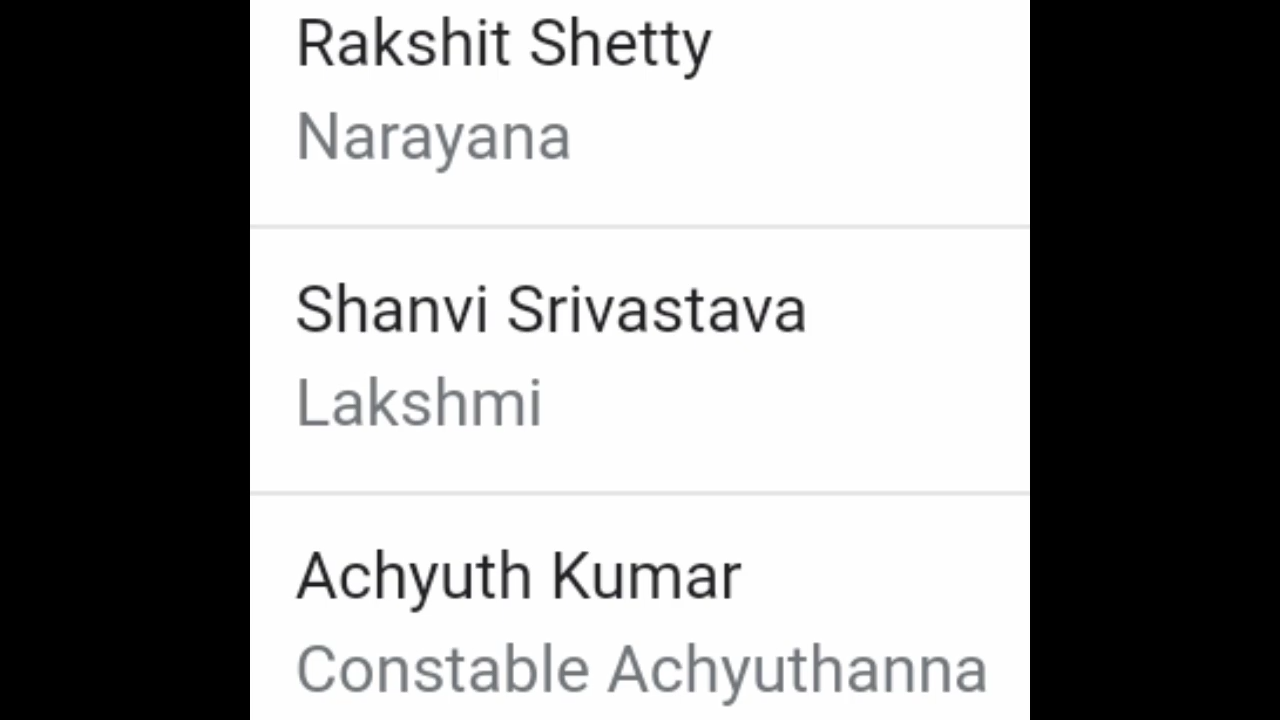 Rakshit Shetty
Narayana
Shanvi Srivastava
Lakshmi
Achyuth Kumar
Constable Achyuthanna